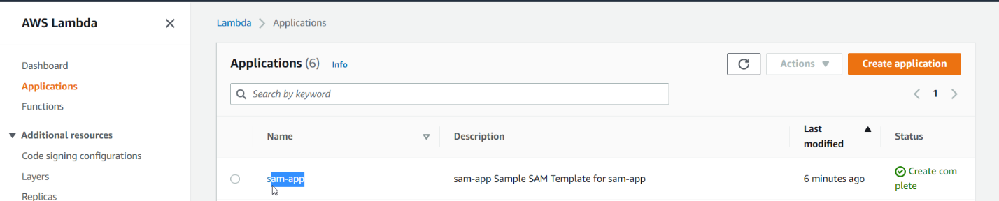 AWS Lambda
Dashboard
Applications
Functions
Additional resources
Code signing configurations
Layers
Replicas
Lambda > Applications
Applications (6) Info
Actions
Create application
Search by keyword
1
Name
Description
Last
modified
Status
sam-app
sam-app Sample SAM Template for sam-app
6 minutes ago
Create com
plete